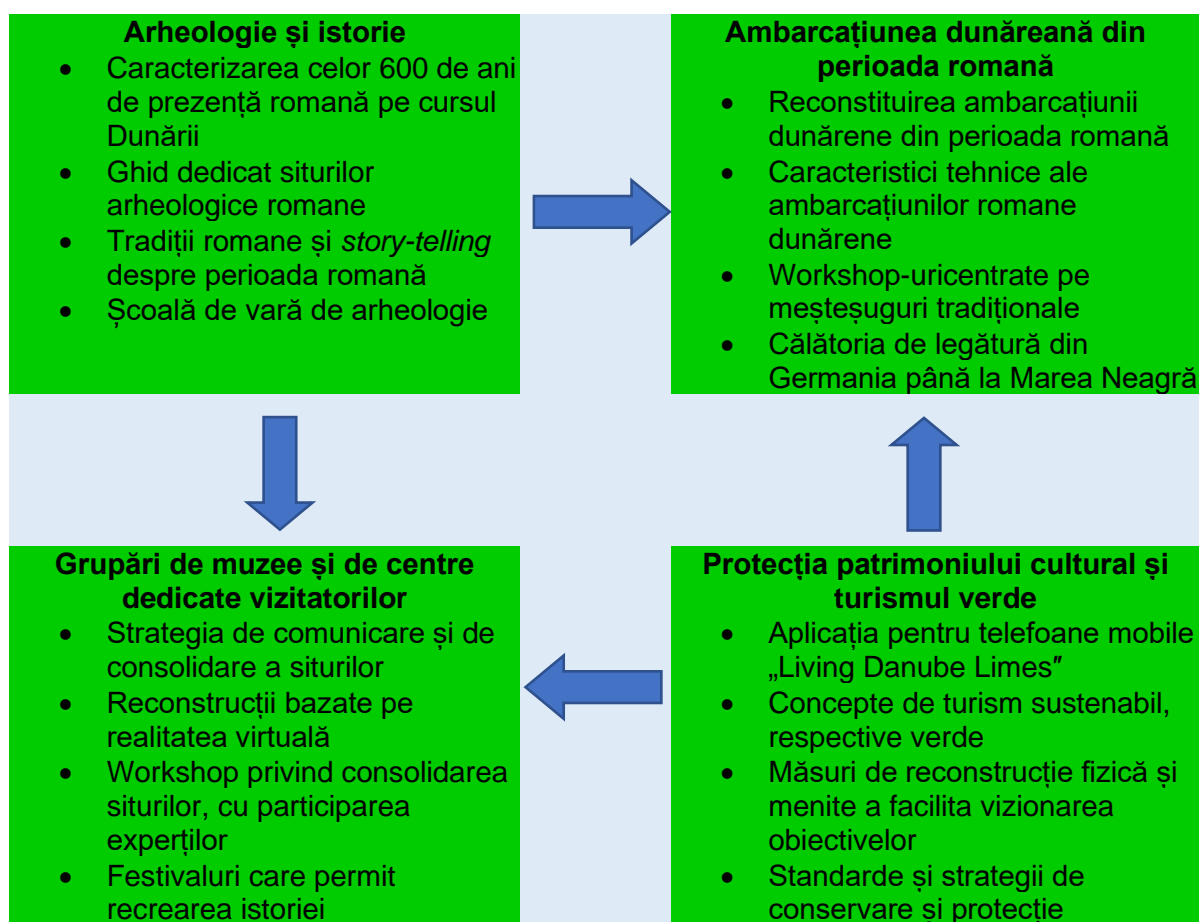 Arheologie și istorie
• Caracterizarea celor 600 de ani
de prezență romană pe cursul
Dunării
• Ghid dedicat siturilor
arheologice romane
• Tradiții romane și story-telling
despre perioada romană
• Școală de vară de arheologie
Ambarcațiunea dunăreană din
perioada romană
• Reconstituirea ambarcațiunii
dunărene din perioada romană
• Caracteristici tehnice ale
ambarcațiunilor romane
dunărene
• Workshop-uricentrate pe
meșteșuguri tradiționale
• Călătoria de legătură din
Germania până la Marea Neagră
Grupări de muzee și de centre
dedicate vizitatorilor
• Strategia de comunicare și de
consolidare a siturilor
• Reconstrucții bazate pe
realitatea virtuală
• Workshop privind consolidarea
siturilor, cu participarea
experților
• Festivaluri care permit
recrearea istoriei
Protecția patrimoniului cultural și
turismul verde
• Aplicația pentru telefoane mobile
„Living Danube Limes″
• Concepte de turism sustenabil,
respective verde
• Măsuri de reconstrucție fizică și
menite a facilita vizionarea
obiectivelor
• Standarde și strategii de
conservare și protecție